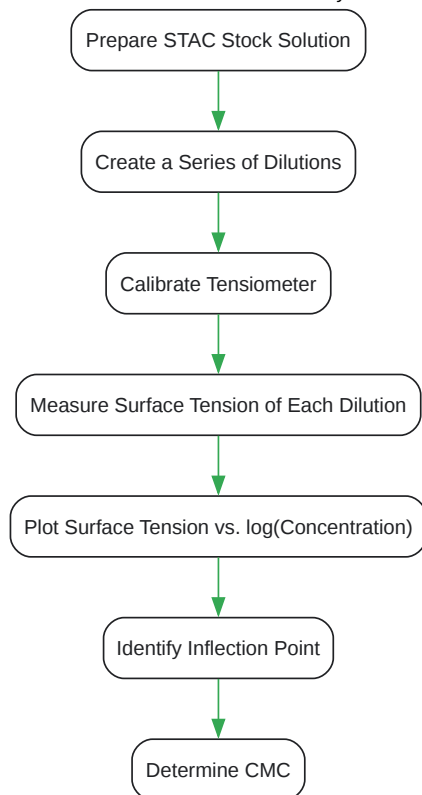 Prepare STAC Stock Solution
Create a Series of Dilutions
Calibrate Tensiometer
Measure Surface Tension of Each Dilution
Plot Surface Tension vs. log(Concentration)
Identify Inflection Point
Determine CMC